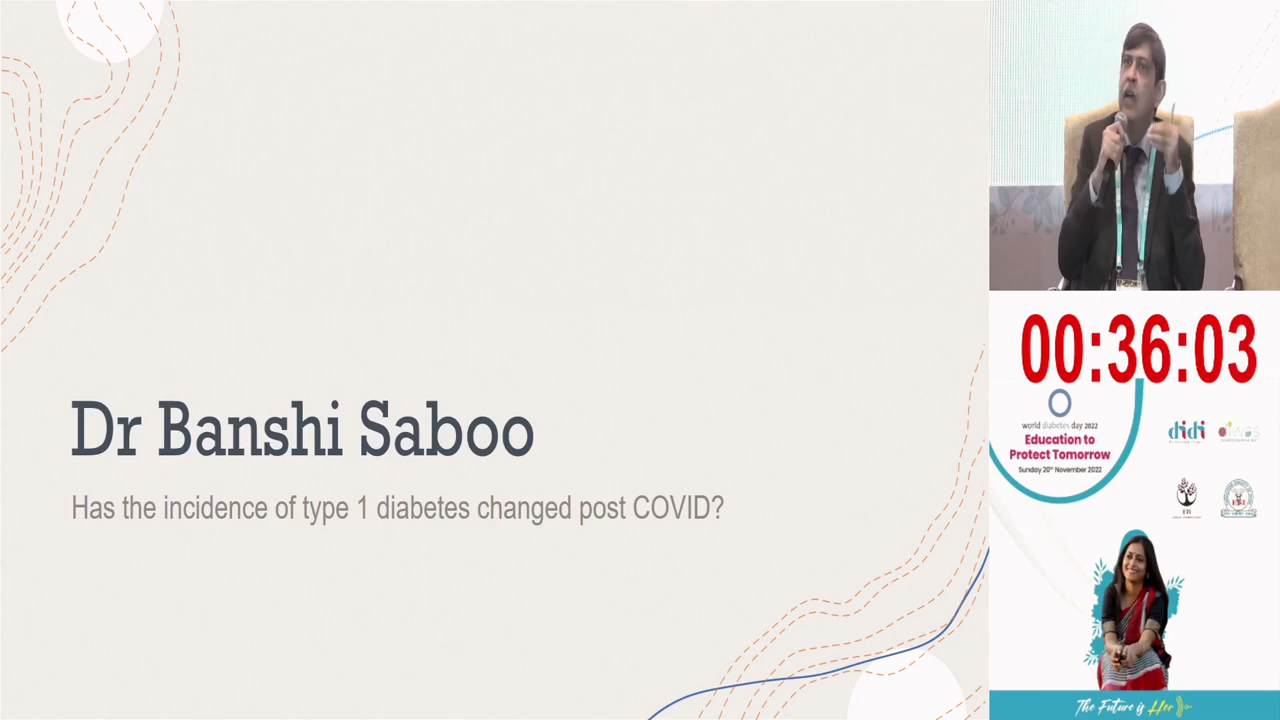 Dr Banshi Saboo
Has the incidence of type 1 diabetes changed post COVID?
00:36:03
world diabetes day 2022
Education to
Protect Tomorrow
Sunday 20th November 2022
didi
The Future is Her